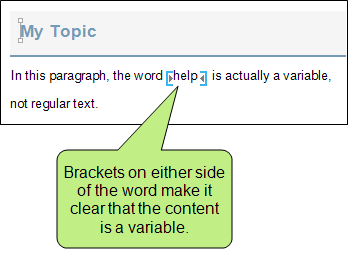 My Topic
In this paragraph, the word help is actually a variable,
not regular text.
Brackets on either side
of the word make it
clear that the content
is a variable.